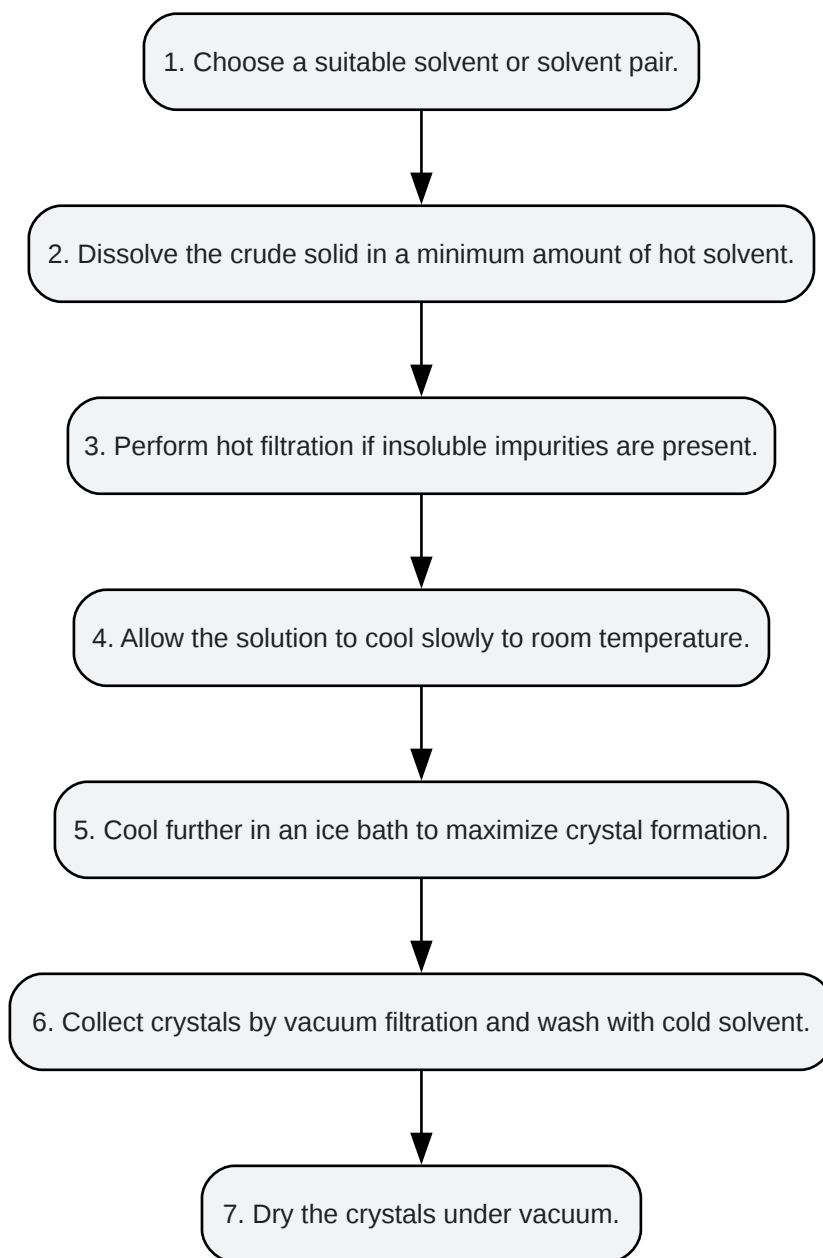 1. Choose a suitable solvent or solvent pair.
2. Dissolve the crude solid in a minimum amount of hot solvent.
3. Perform hot filtration if insoluble impurities are present.
4. Allow the solution to cool slowly to room temperature.
5. Cool further in an ice bath to maximize crystal formation.
6. Collect crystals by vacuum filtration and wash with cold solvent.
7. Dry the crystals under vacuum.